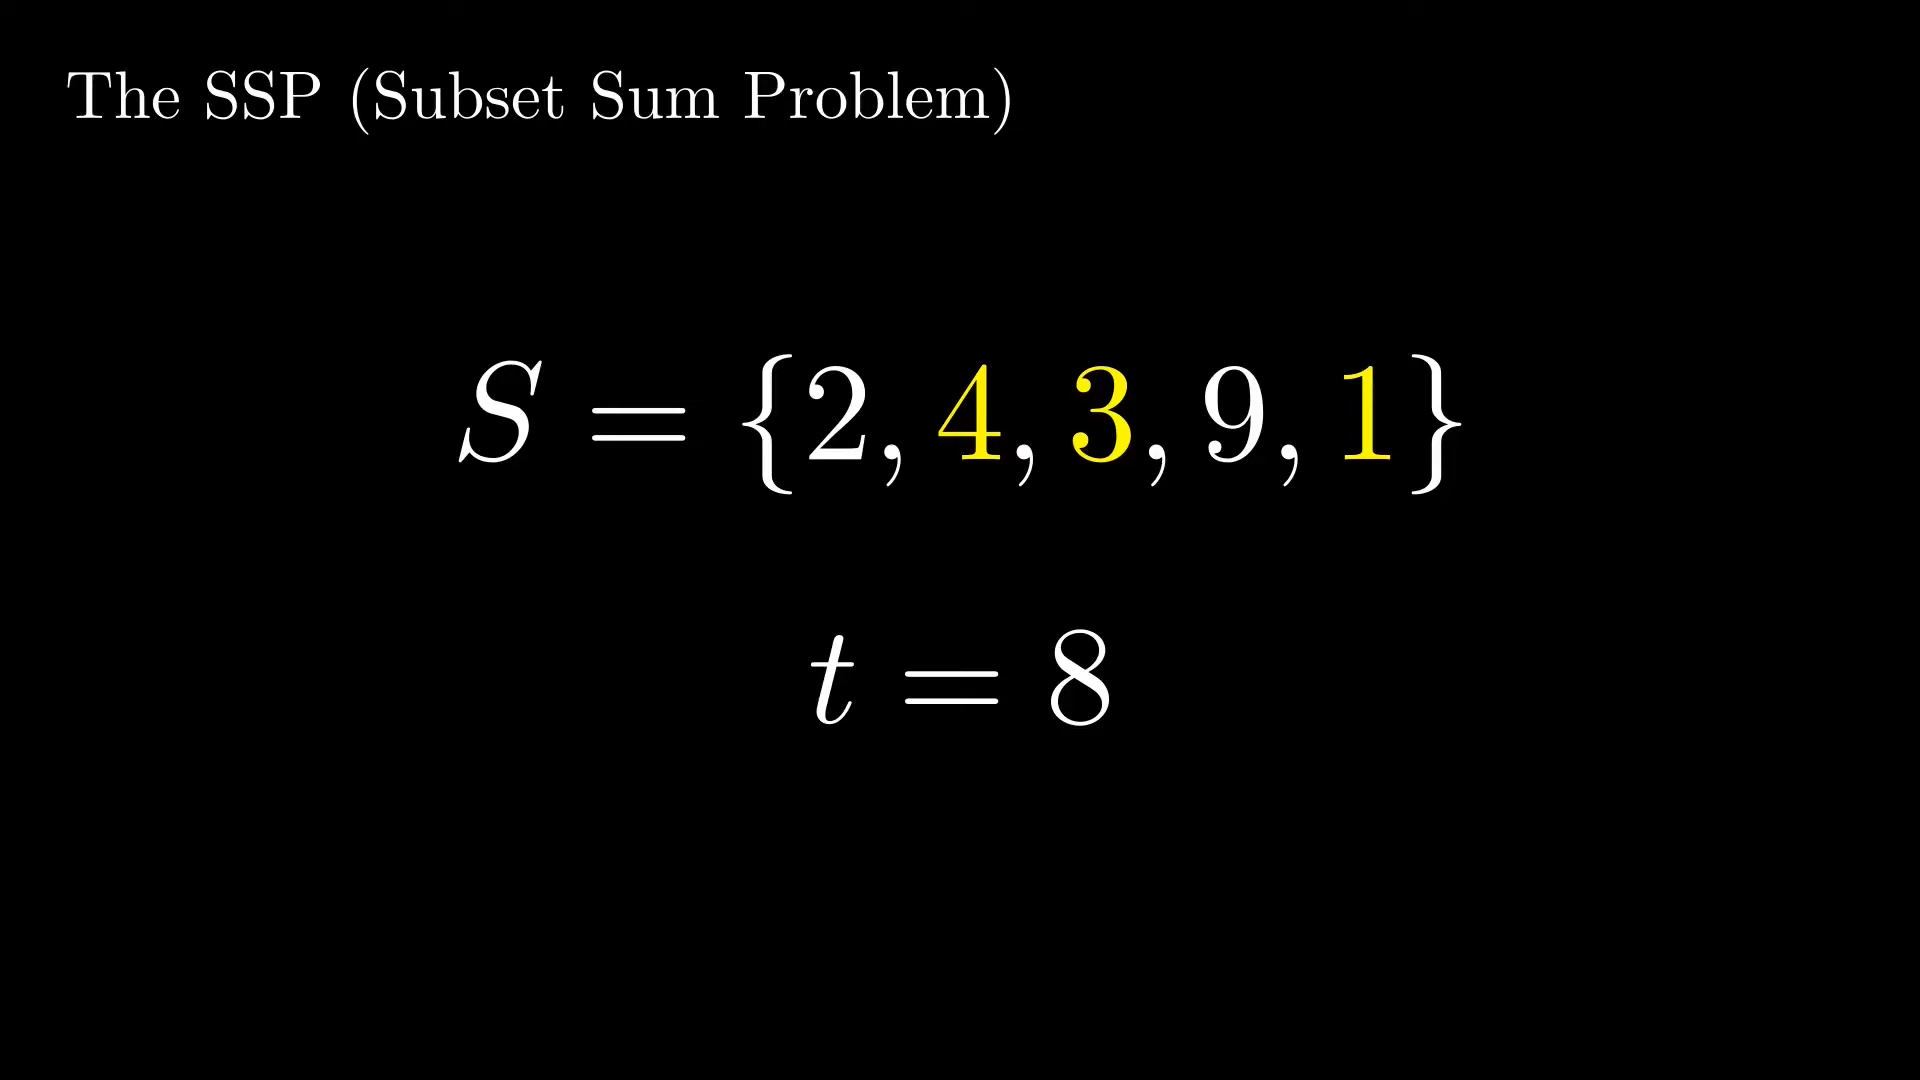 The SSP (Subset Sum Problem)
S = {2, 4, 3, 9, 1}
t = 8